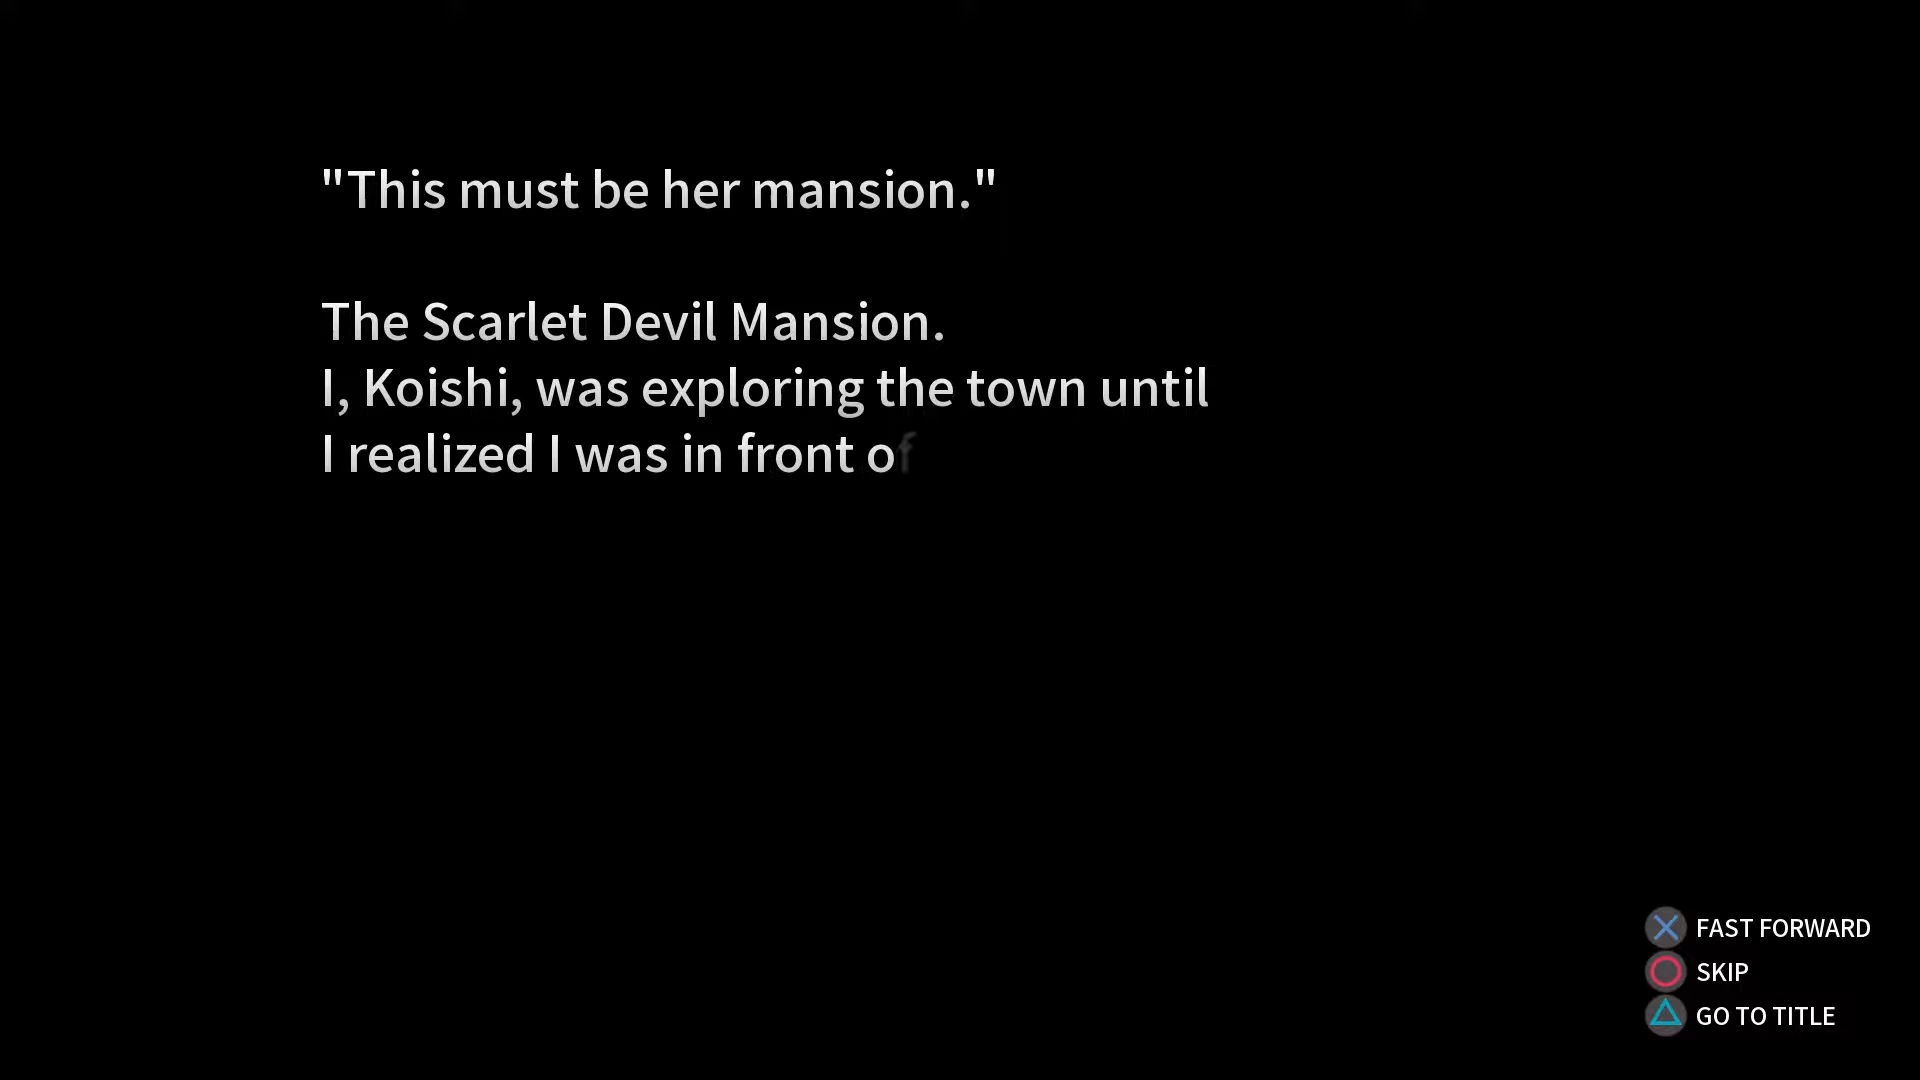 "This must be her mansion."
The Scarlet Devil Mansion.
I, Koishi, was exploring the town until
I realized I was in front of
FAST FORWARD
SKIP
GO TO TITLE